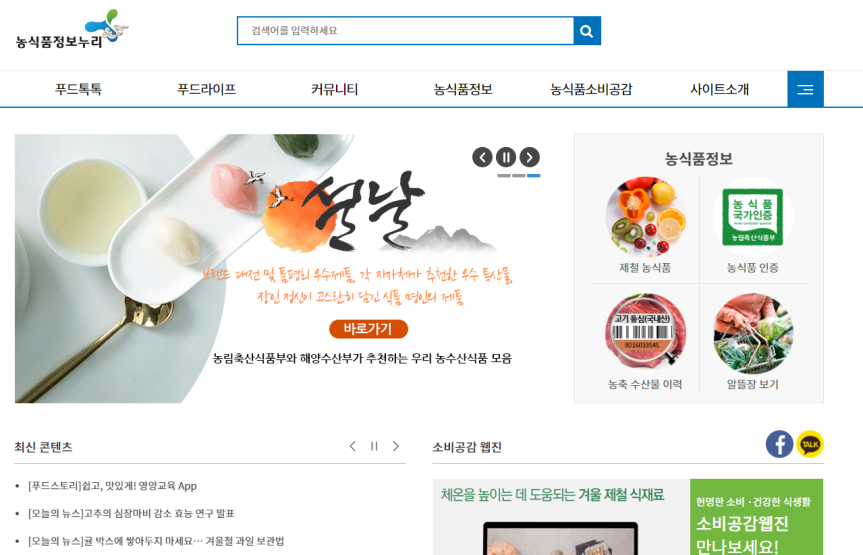 농식품정보누리
검색어를 입력하세요
푸드톡톡
푸드라이프
커뮤니티
농식품정보
농식품소비공감
사이트소개
설날
브랜드 대전 및 품평회 우수제품, 각 지자체가 추천한 우수 특산물,
장인 정신이 고스란히 담긴 식품 명인의 제품
바로가기
농림축산식품부와 해양수산부가 추천하는 우리 농수산식품 모음
농식품정보
제철 농식품
농식품
국가인증
농림축산식품부
농식품 인증
고기 통심(국내산)
8016033545
농축 수산물 이력
알뜰장 보기
최신 콘텐츠
• [푸드스토리]쉽고, 맛있게! 영양교육 App
• [오늘의 뉴스]고추의 심장마비 감소 효능 연구 발표
• [오늘의 뉴스]귤 박스에 쌓아두지 마세요… 겨울철 과일 보관법
소비공감 웹진
f
TALK
체온을 높이는 데 도움되는 겨울 제철 식재료
현명한 소비 · 건강한 식생활
소비공감웹진
만나보세요!